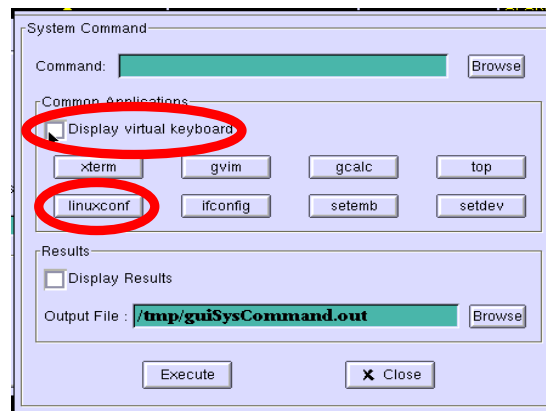 System Command
Command: Browse
Common Applications
Display virtual keyboard
xterm gvim gcalc top
linuxconf ifconfig setemb setdev
Results
Display Results
Output File : /tmp/guiSysCommand.out Browse
Execute X Close